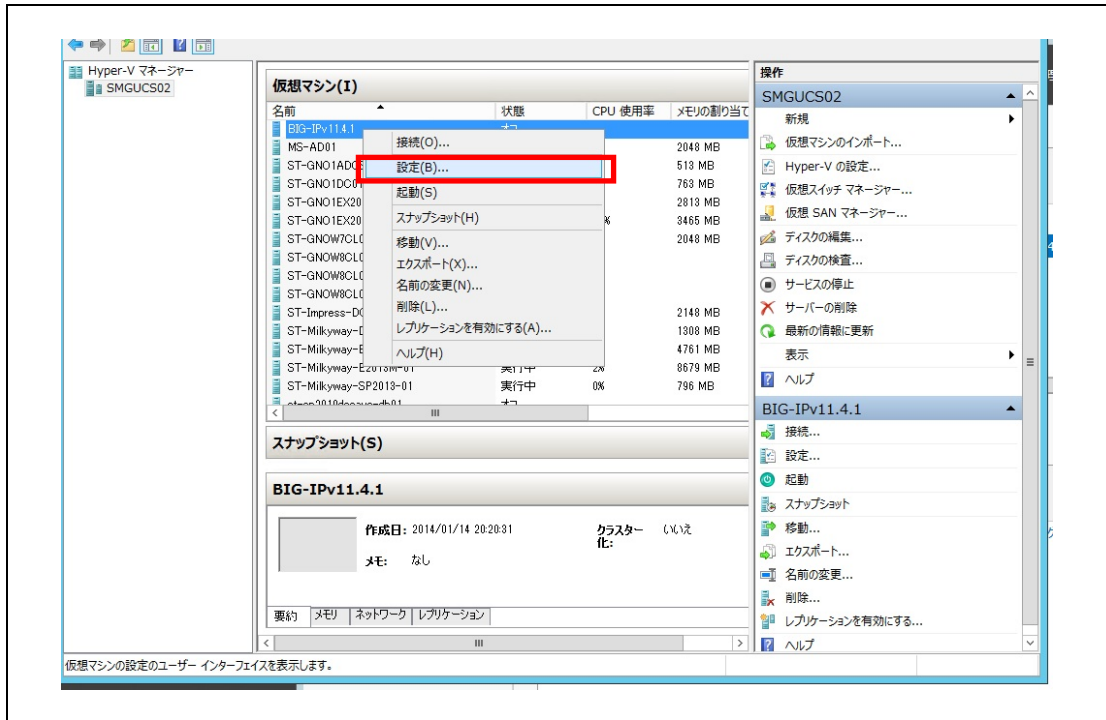 Hyper-V マネージャー
SMGUCS02
仮想マシン(I)
名前 状態 CPU 使用率 メモリの割り当て
BIG-IPv11.4.1 オフ
MS-AD01 2048 MB
ST-GNO1ADC 513 MB
ST-GNO1DC01 763 MB
ST-GNO1EX20 2813 MB
ST-GNO1EX20 % 3465 MB
ST-GNOW7CL0 2048 MB
ST-GNOW8CL0
ST-GNOW8CL0
ST-GNOW8CL0
ST-Impress-DC 2148 MB
ST-Milkyway-D 1308 MB
ST-Milkyway-E 4761 MB
ST-Milkyway-E2013M-01 実行中 2% 8679 MB
ST-Milkyway-SP2013-01 実行中 0% 796 MB
接続(O)...
設定(B)...
起動(S)
スナップショット(H)
移動(V)...
エクスポート(X)...
名前の変更(N)...
削除(L)...
レプリケーションを有効にする(A)...
ヘルプ(H)
スナップショット(S)
BIG-IPv11.4.1
作成日: 2014/01/14 20:20:31 クラスター化: いいえ
メモ: なし
要約 メモリ ネットワーク レプリケーション
操作
SMGUCS02
新規
仮想マシンのインポート...
Hyper-V の設定...
仮想スイッチ マネージャー...
仮想 SAN マネージャー...
ディスクの編集...
ディスクの検査...
サービスの停止
サーバーの削除
最新の情報に更新
表示
ヘルプ
BIG-IPv11.4.1
接続...
設定...
起動
スナップショット
移動...
エクスポート...
名前の変更...
削除...
レプリケーションを有効にする...
ヘルプ
仮想マシンの設定のユーザー インターフェイスを表示します。